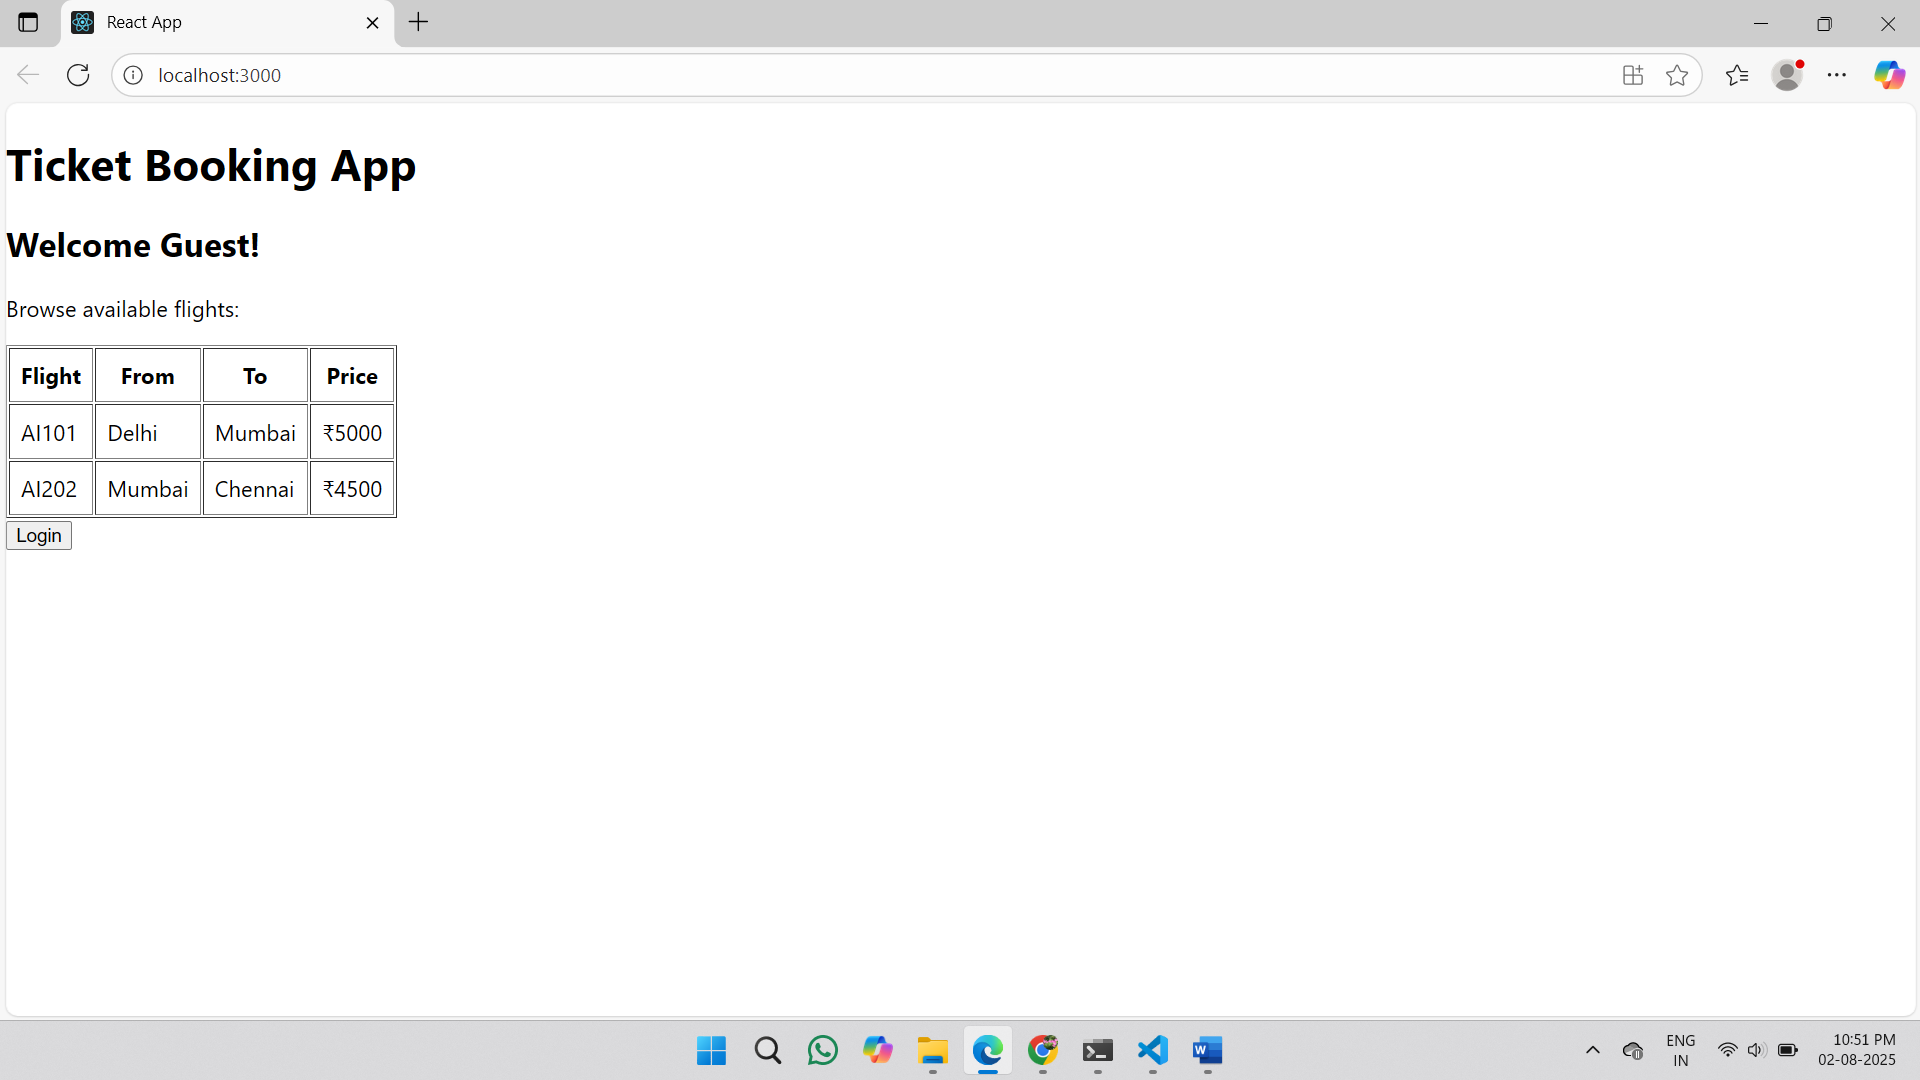 React App
localhost:3000
Ticket Booking App
Welcome Guest!
Browse available flights:
Flight From To Price
AI101 Delhi Mumbai ₹5000
AI202 Mumbai Chennai ₹4500
Login
ENG
IN
10:51 PM
02-08-2025